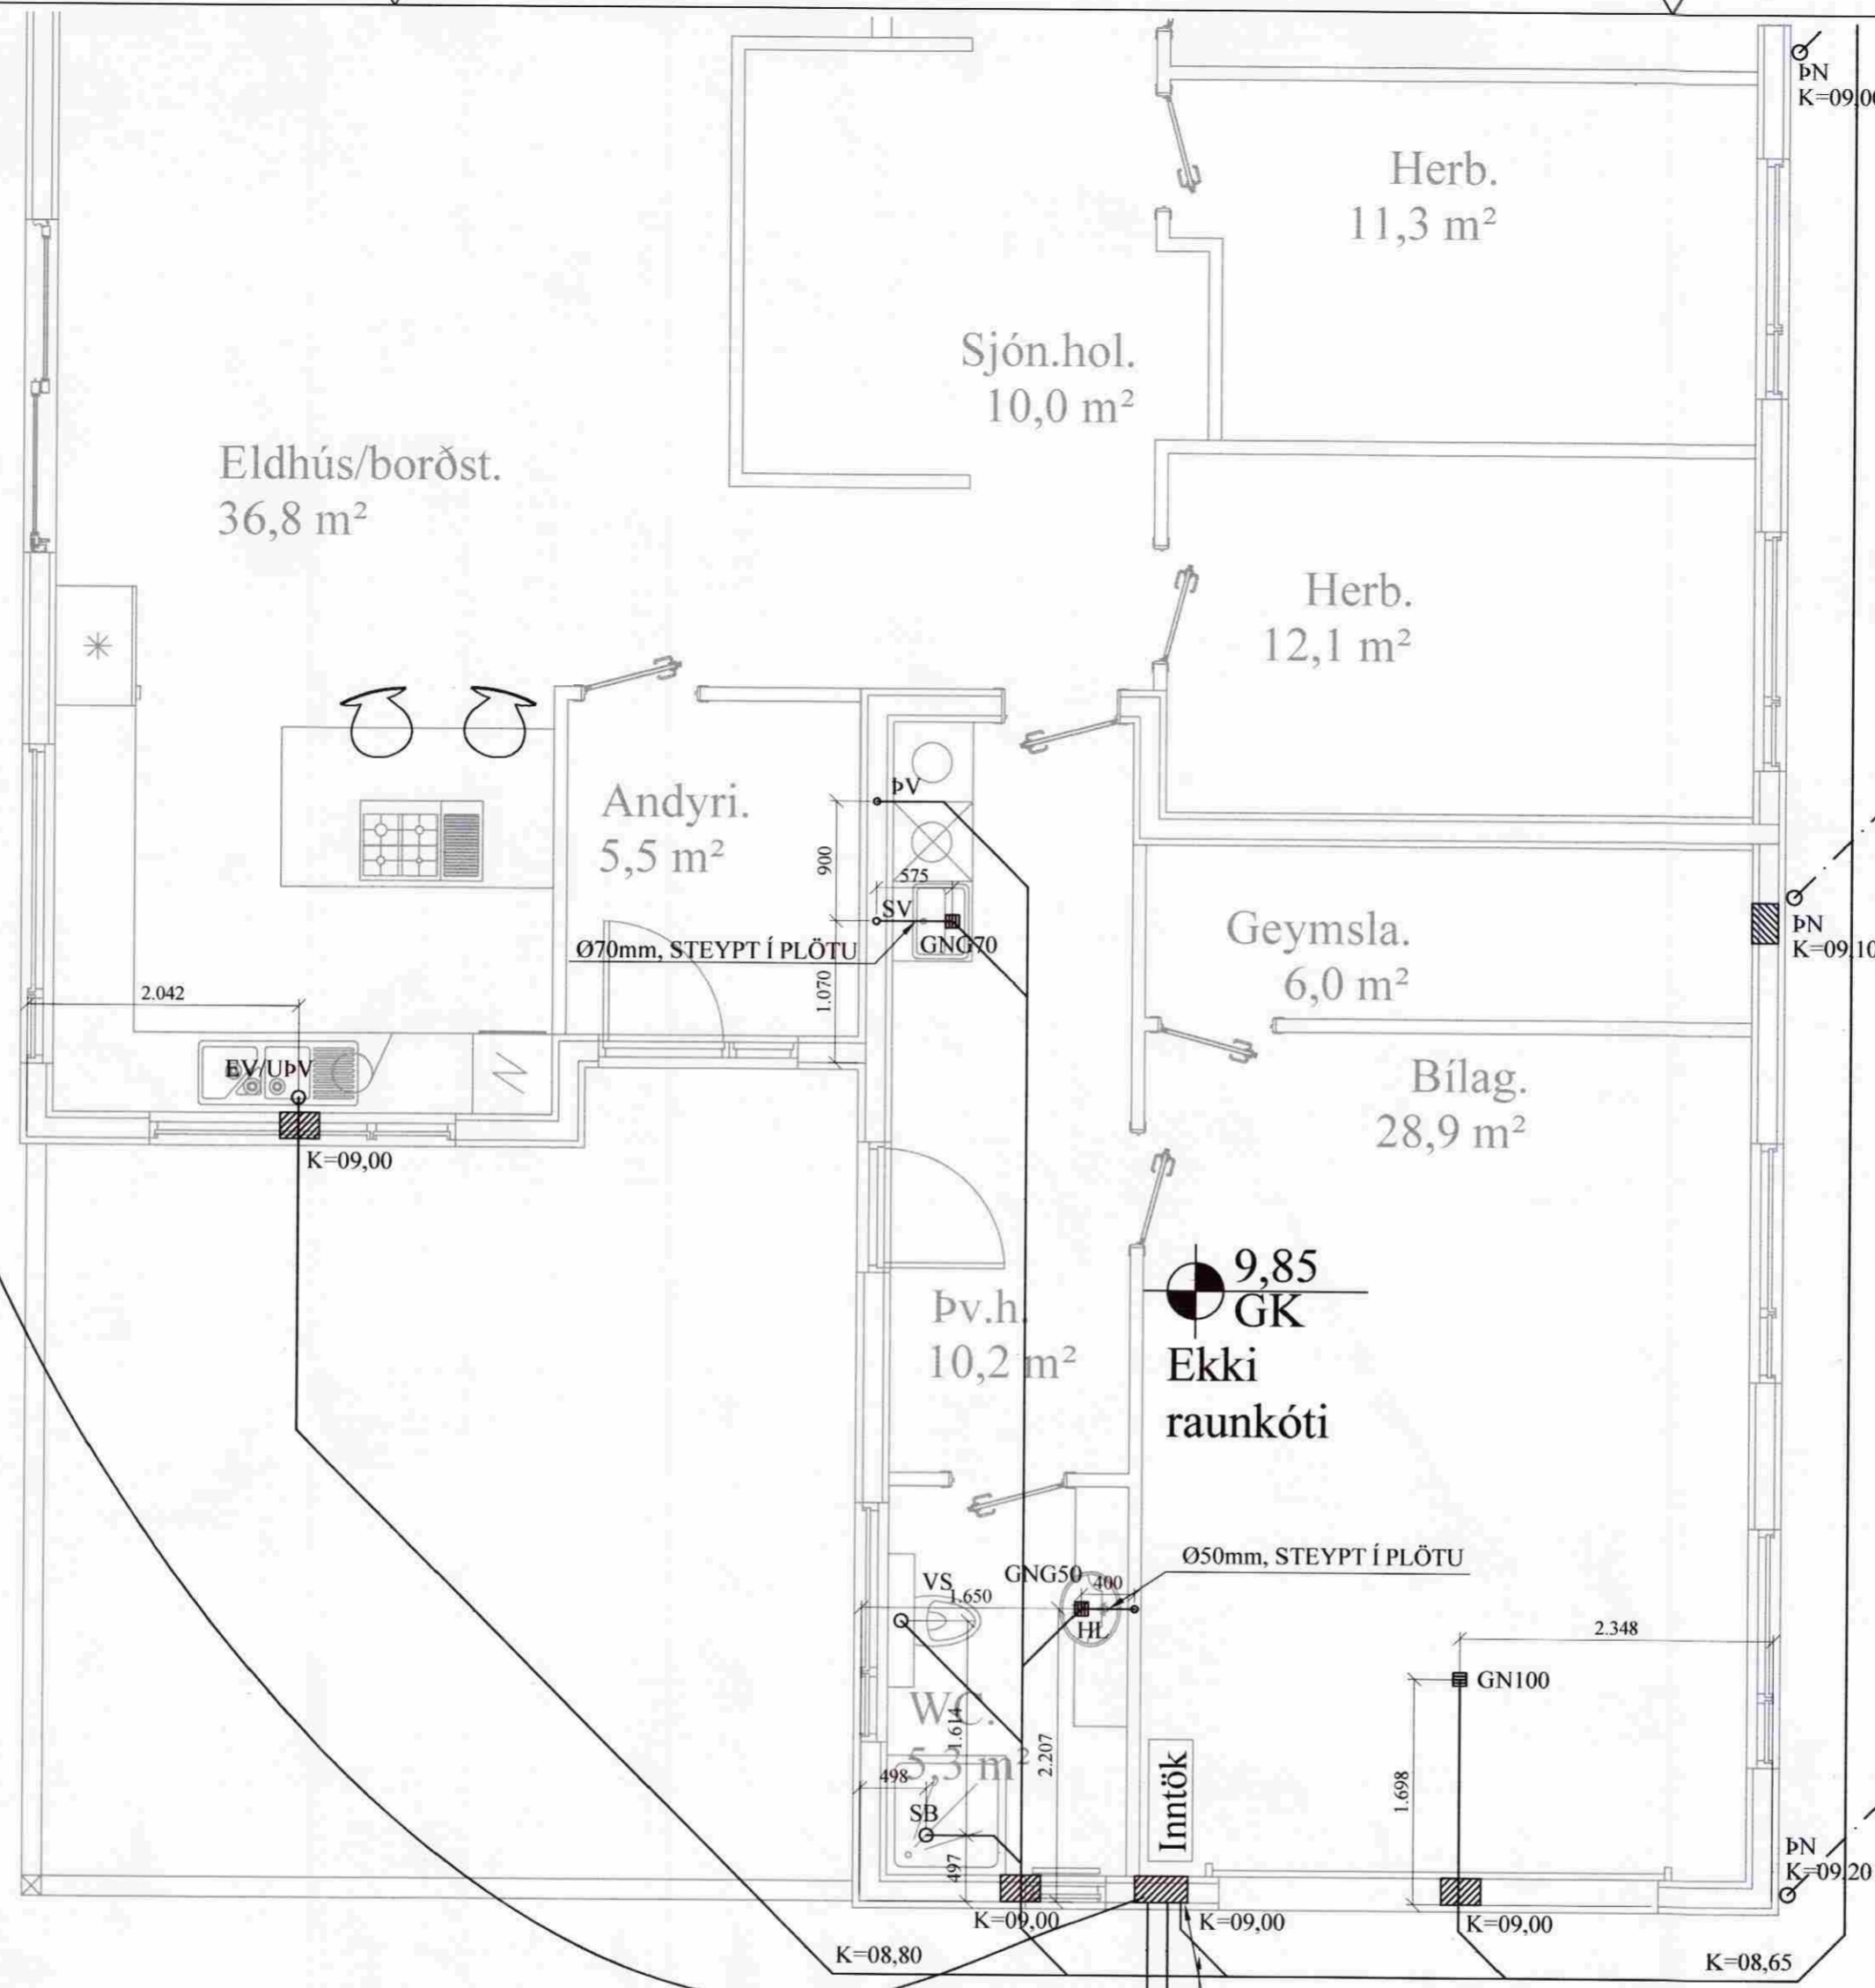 ÞN
K=09,00
Herb.
11,3 m²
Sjón.hol.
10,0 m²
Eldhús/borðst.
36,8 m²
Herb.
12,1 m²
Andyri.
5,5 m²
ÞV
900
575
SV
GNG70
Ø70mm, STEYPT Í PLÖTU
1.070
Geymsla.
6,0 m²
ÞN
K=09,10
2.042
EV/UÞV
K=09,00
Bílag.
28,9 m²
9,85
GK
Ekki
raunkóti
Þv.h.
10,2 m²
Ø50mm, STEYPT Í PLÖTU
VS
1.650
GNG50
400
HL
2.348
GN100
WC.
5,3 m²
1.614
2.207
498
SB
497
Inntök
1.698
ÞN
K=09,20
K=09,00
K=09,00
K=09,00
K=08,80
K=08,65